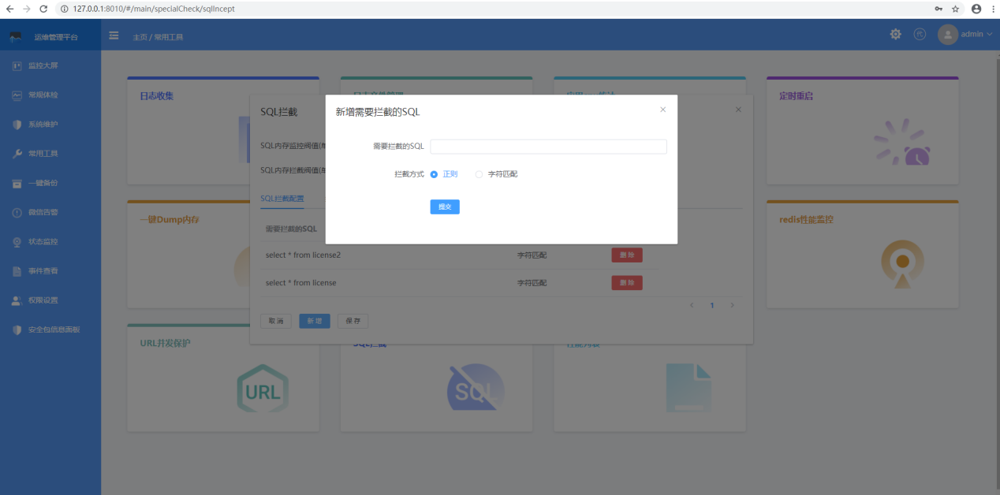 127.0.0.1:8010/#/main/specialCheck/sqlIncept
运维管理平台
主页 / 常用工具
代
admin
监控大屏
常规体检
系统维护
常用工具
一键备份
微信告警
状态监控
事件查看
权限设置
安全包信息面板
日志收集
定时重启
一键Dump内存
redis性能监控
URL并发保护
URL
SQL
SQL拦截
SQL内存监控阀值(单
SQL内存拦截阀值(单
SQL拦截配置
需要拦截的SQL
select * from license2 字符匹配 删 除
select * from license 字符匹配 删 除
1
取 消 新 增 保 存
新增需要拦截的SQL
需要拦截的SQL
拦截方式 正则 字符匹配
提交